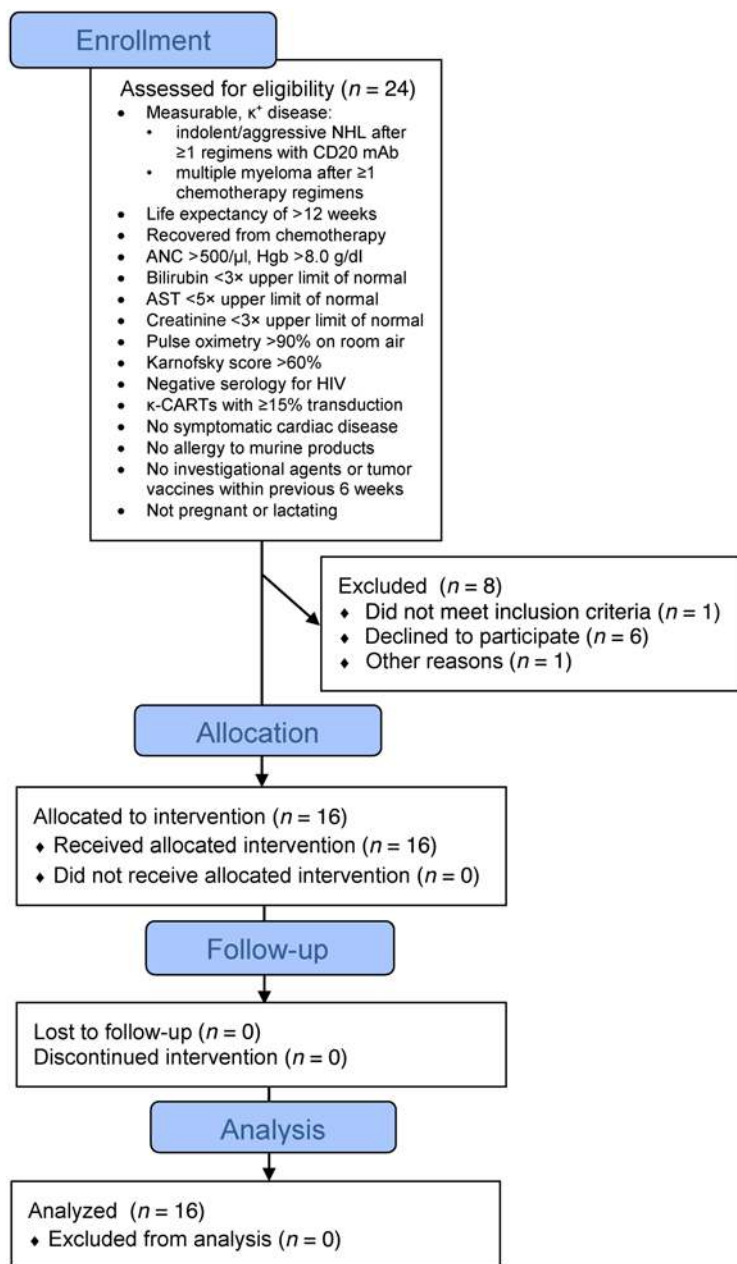 Enrollment
Assessed for eligibility (n = 24)
• Measurable, κ⁺ disease:
• indolent/aggressive NHL after
≥1 regimens with CD20 mAb
• multiple myeloma after ≥1
chemotherapy regimens
• Life expectancy of >12 weeks
• Recovered from chemotherapy
• ANC >500/µl, Hgb >8.0 g/dl
• Bilirubin <3× upper limit of normal
• AST <5× upper limit of normal
• Creatinine <3× upper limit of normal
• Pulse oximetry >90% on room air
• Karnofsky score >60%
• Negative serology for HIV
• κ-CARTs with ≥15% transduction
• No symptomatic cardiac disease
• No allergy to murine products
• No investigational agents or tumor
vaccines within previous 6 weeks
• Not pregnant or lactating
Excluded (n = 8)
♦ Did not meet inclusion criteria (n = 1)
♦ Declined to participate (n = 6)
♦ Other reasons (n = 1)
Allocation
Allocated to intervention (n = 16)
♦ Received allocated intervention (n = 16)
♦ Did not receive allocated intervention (n = 0)
Follow-up
Lost to follow-up (n = 0)
Discontinued intervention (n = 0)
Analysis
Analyzed (n = 16)
♦ Excluded from analysis (n = 0)